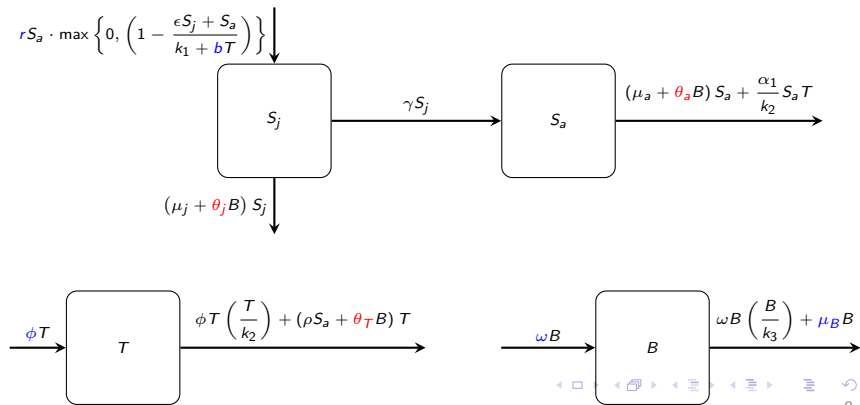 rS_a · max {0, (1 − (ϵS_j + S_a)/(k_1 + bT))}
S_j
γS_j
S_a
(μ_a + θ_a B) S_a + (α_1/k_2) S_a T
(μ_j + θ_j B) S_j
ϕT
T
ϕT (T/k_2) + (ρS_a + θ_T B) T
ωB
B
ωB (B/k_3) + μ_B B